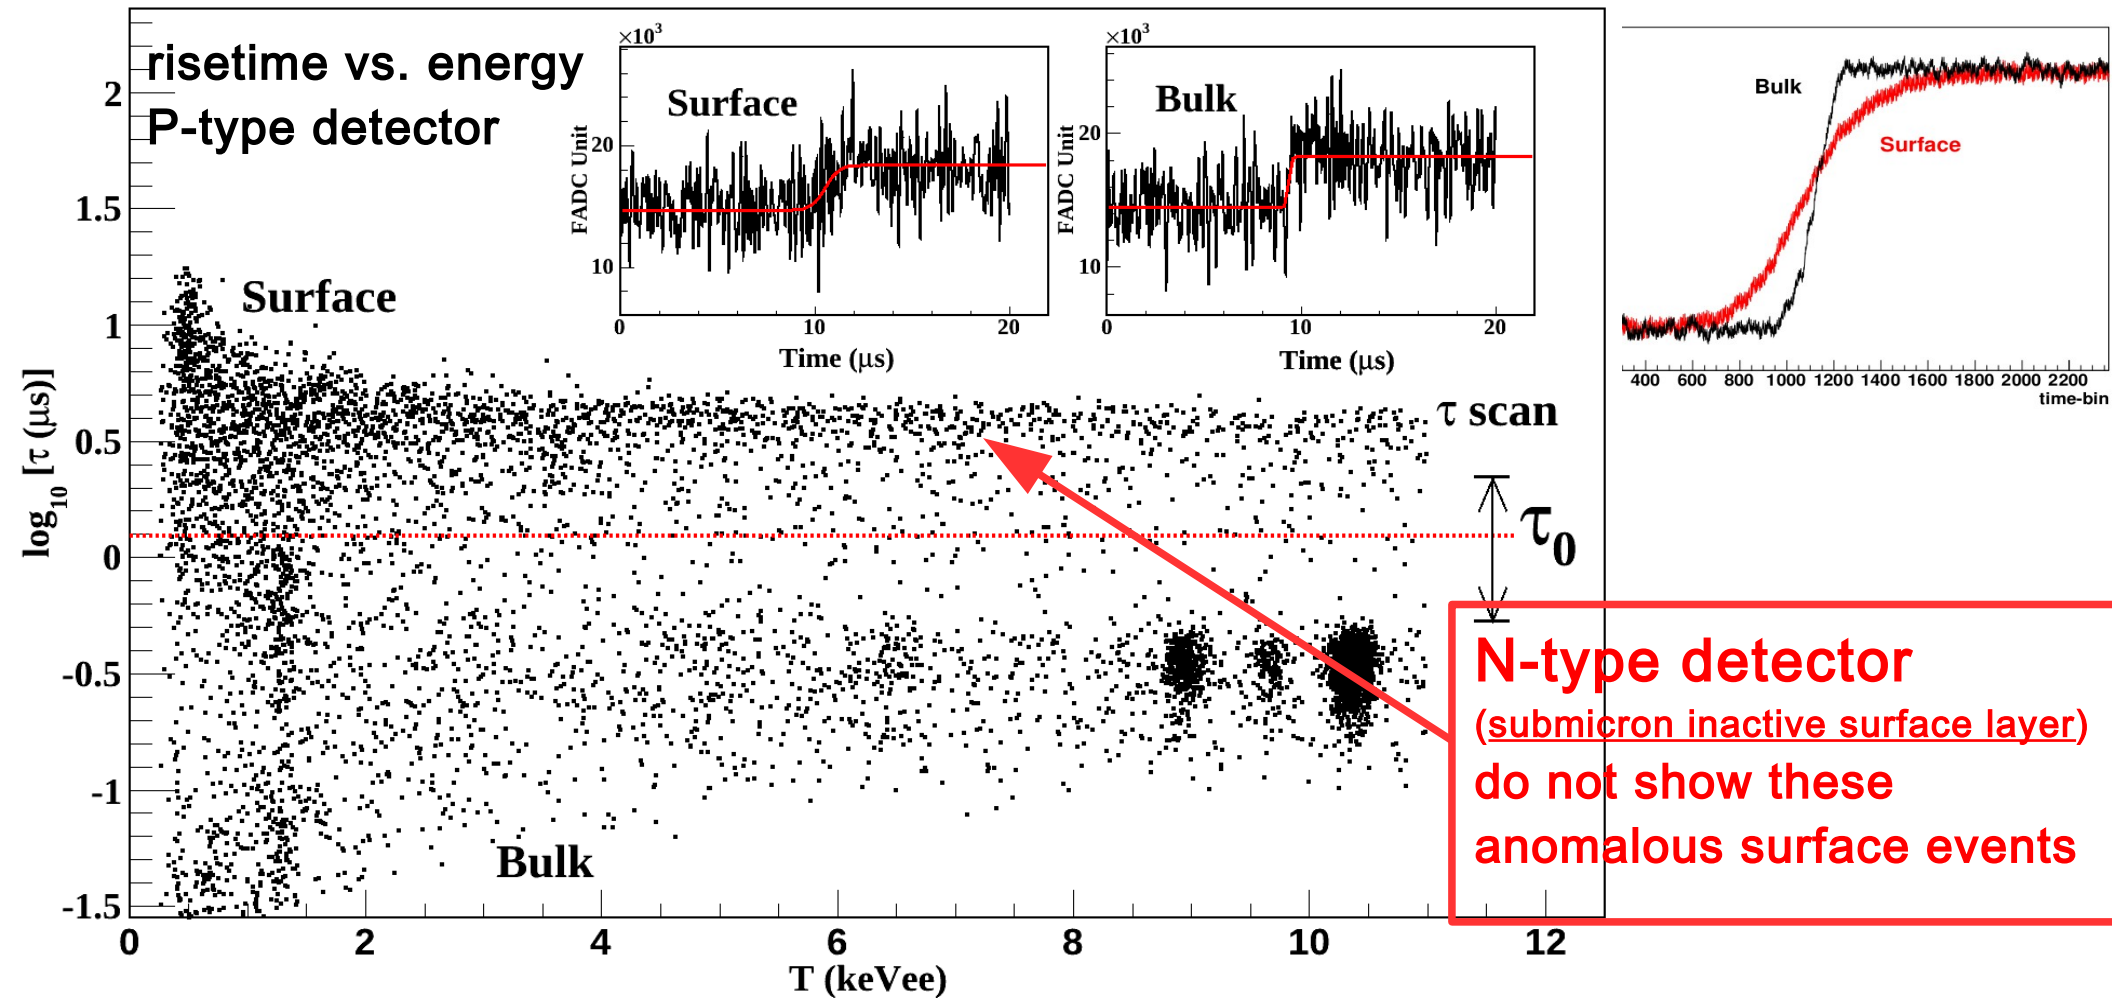 risetime vs. energy
P-type detector
×10³
Surface
FADC Unit
20
10
0
10
20
Time (μs)
×10³
Bulk
FADC Unit
20
10
0
10
20
Time (μs)
Bulk
Surface
400 600 800 1000 1200 1400 1600 1800 2000 2200
time-bin
Surface
τ scan
τ₀
Bulk
log₁₀ [τ (μs)]
2
1.5
1
0.5
0
-0.5
-1
-1.5
0 2 4 6 8 10 12
T (keVee)
N-type detector
(submicron inactive surface layer)
do not show these
anomalous surface events